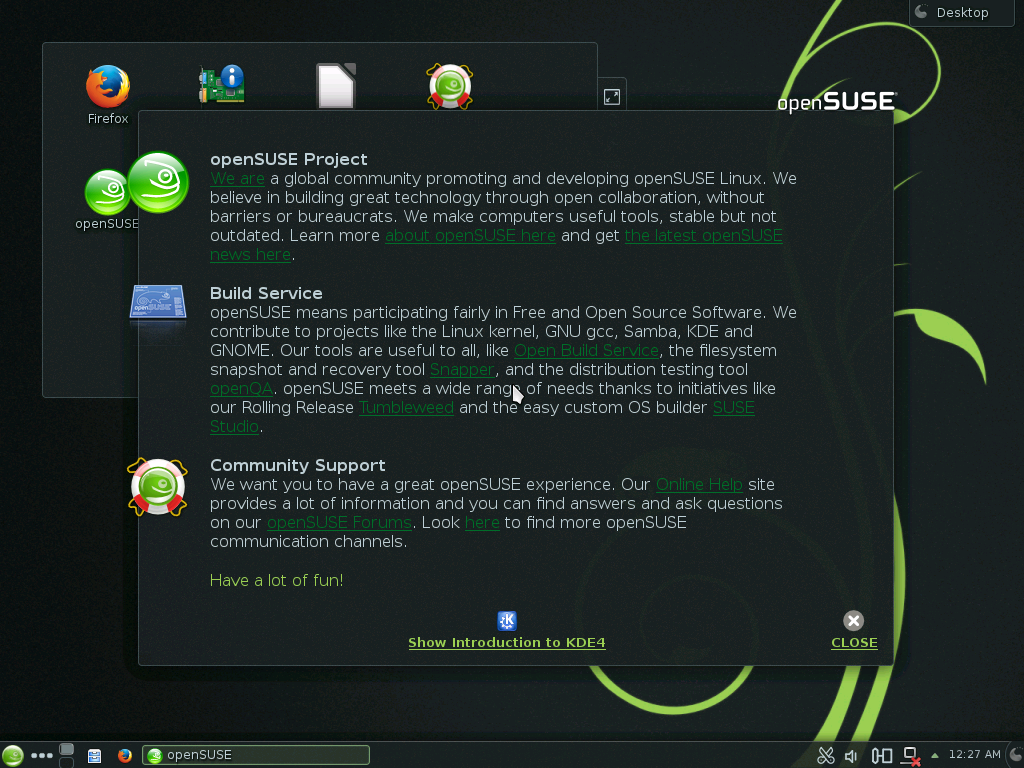 Desktop
Firefox
openSUSE
openSUSE
openSUSE Project
We are a global community promoting and developing openSUSE Linux. We
believe in building great technology through open collaboration, without
barriers or bureaucrats. We make computers useful tools, stable but not
outdated. Learn more about openSUSE here and get the latest openSUSE
news here.
Build Service
openSUSE means participating fairly in Free and Open Source Software. We
contribute to projects like the Linux kernel, GNU gcc, Samba, KDE and
GNOME. Our tools are useful to all, like Open Build Service, the filesystem
snapshot and recovery tool Snapper, and the distribution testing tool
openQA. openSUSE meets a wide range of needs thanks to initiatives like
our Rolling Release Tumbleweed and the easy custom OS builder SUSE
Studio.
Community Support
We want you to have a great openSUSE experience. Our Online Help site
provides a lot of information and you can find answers and ask questions
on our openSUSE Forums. Look here to find more openSUSE
communication channels.
Have a lot of fun!
Show Introduction to KDE4
CLOSE
openSUSE
12:27 AM